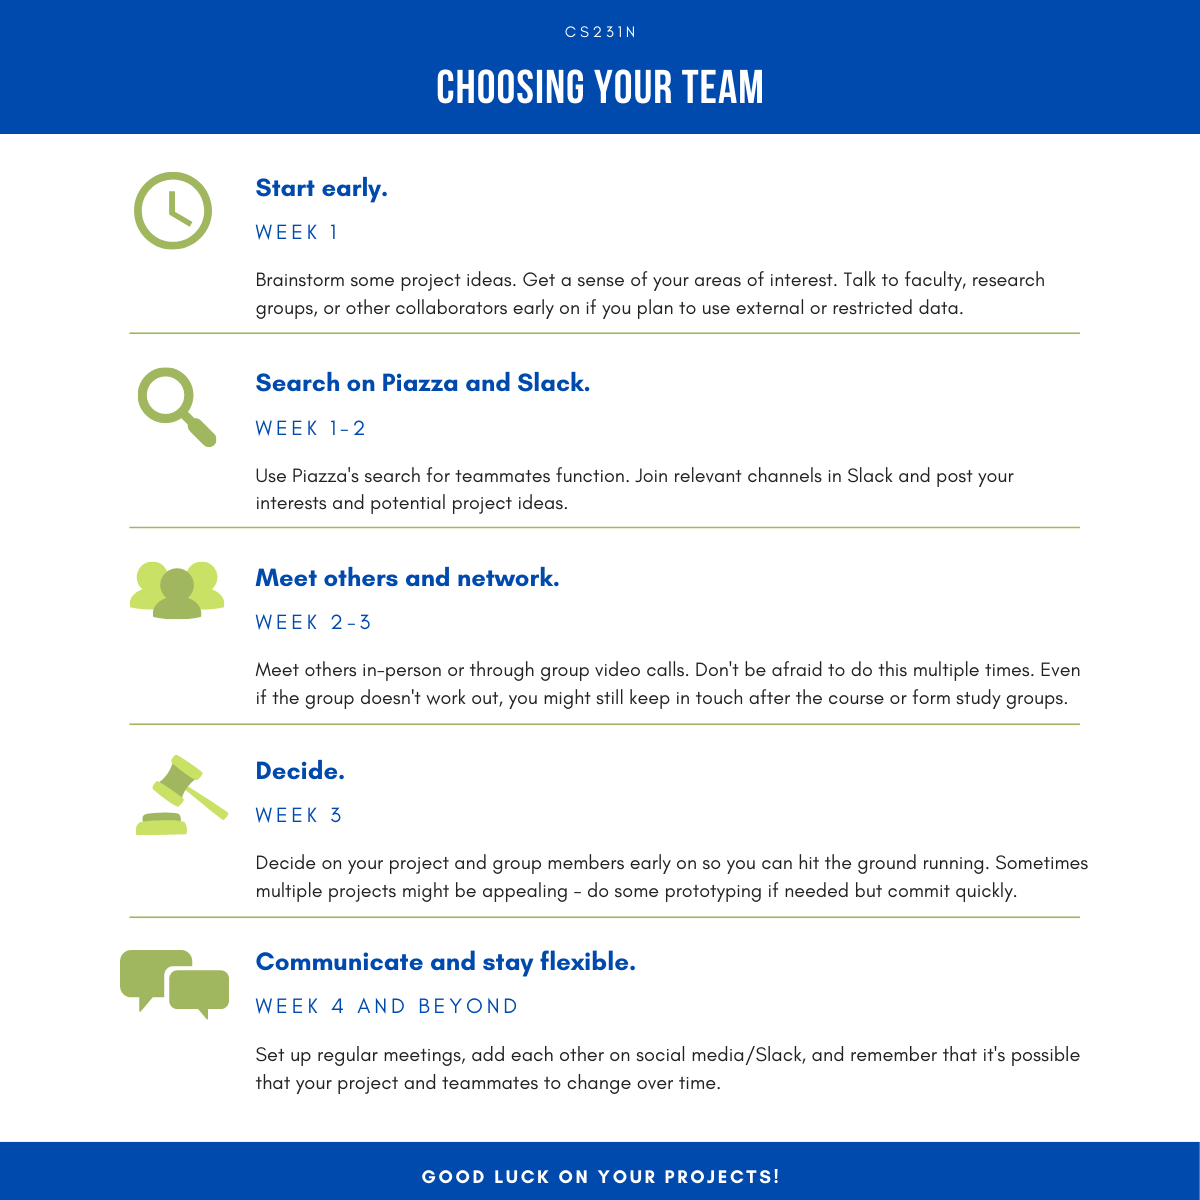 CS231N
CHOOSING YOUR TEAM
Start early.
WEEK 1
Brainstorm some project ideas. Get a sense of your areas of interest. Talk to faculty, research
groups, or other collaborators early on if you plan to use external or restricted data.
Search on Piazza and Slack.
WEEK 1-2
Use Piazza's search for teammates function. Join relevant channels in Slack and post your
interests and potential project ideas.
Meet others and network.
WEEK 2-3
Meet others in-person or through group video calls. Don't be afraid to do this multiple times. Even
if the group doesn't work out, you might still keep in touch after the course or form study groups.
Decide.
WEEK 3
Decide on your project and group members early on so you can hit the ground running. Sometimes
multiple projects might be appealing - do some prototyping if needed but commit quickly.
Communicate and stay flexible.
WEEK 4 AND BEYOND
Set up regular meetings, add each other on social media/Slack, and remember that it's possible
that your project and teammates to change over time.
GOOD LUCK ON YOUR PROJECTS!